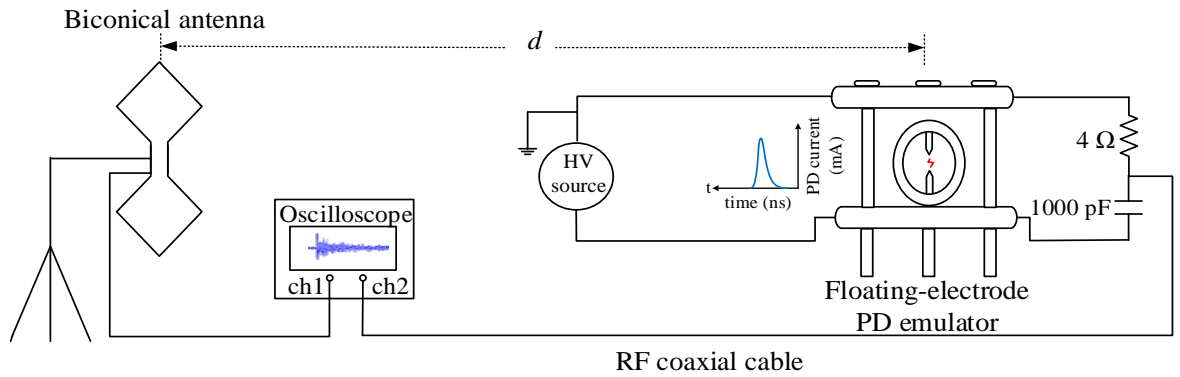 Biconical antenna
d
HV
source
PD current
(mA)
t
time (ns)
4 Ω
1000 pF
Oscilloscope
ch1 ch2
Floating-electrode
PD emulator
RF coaxial cable